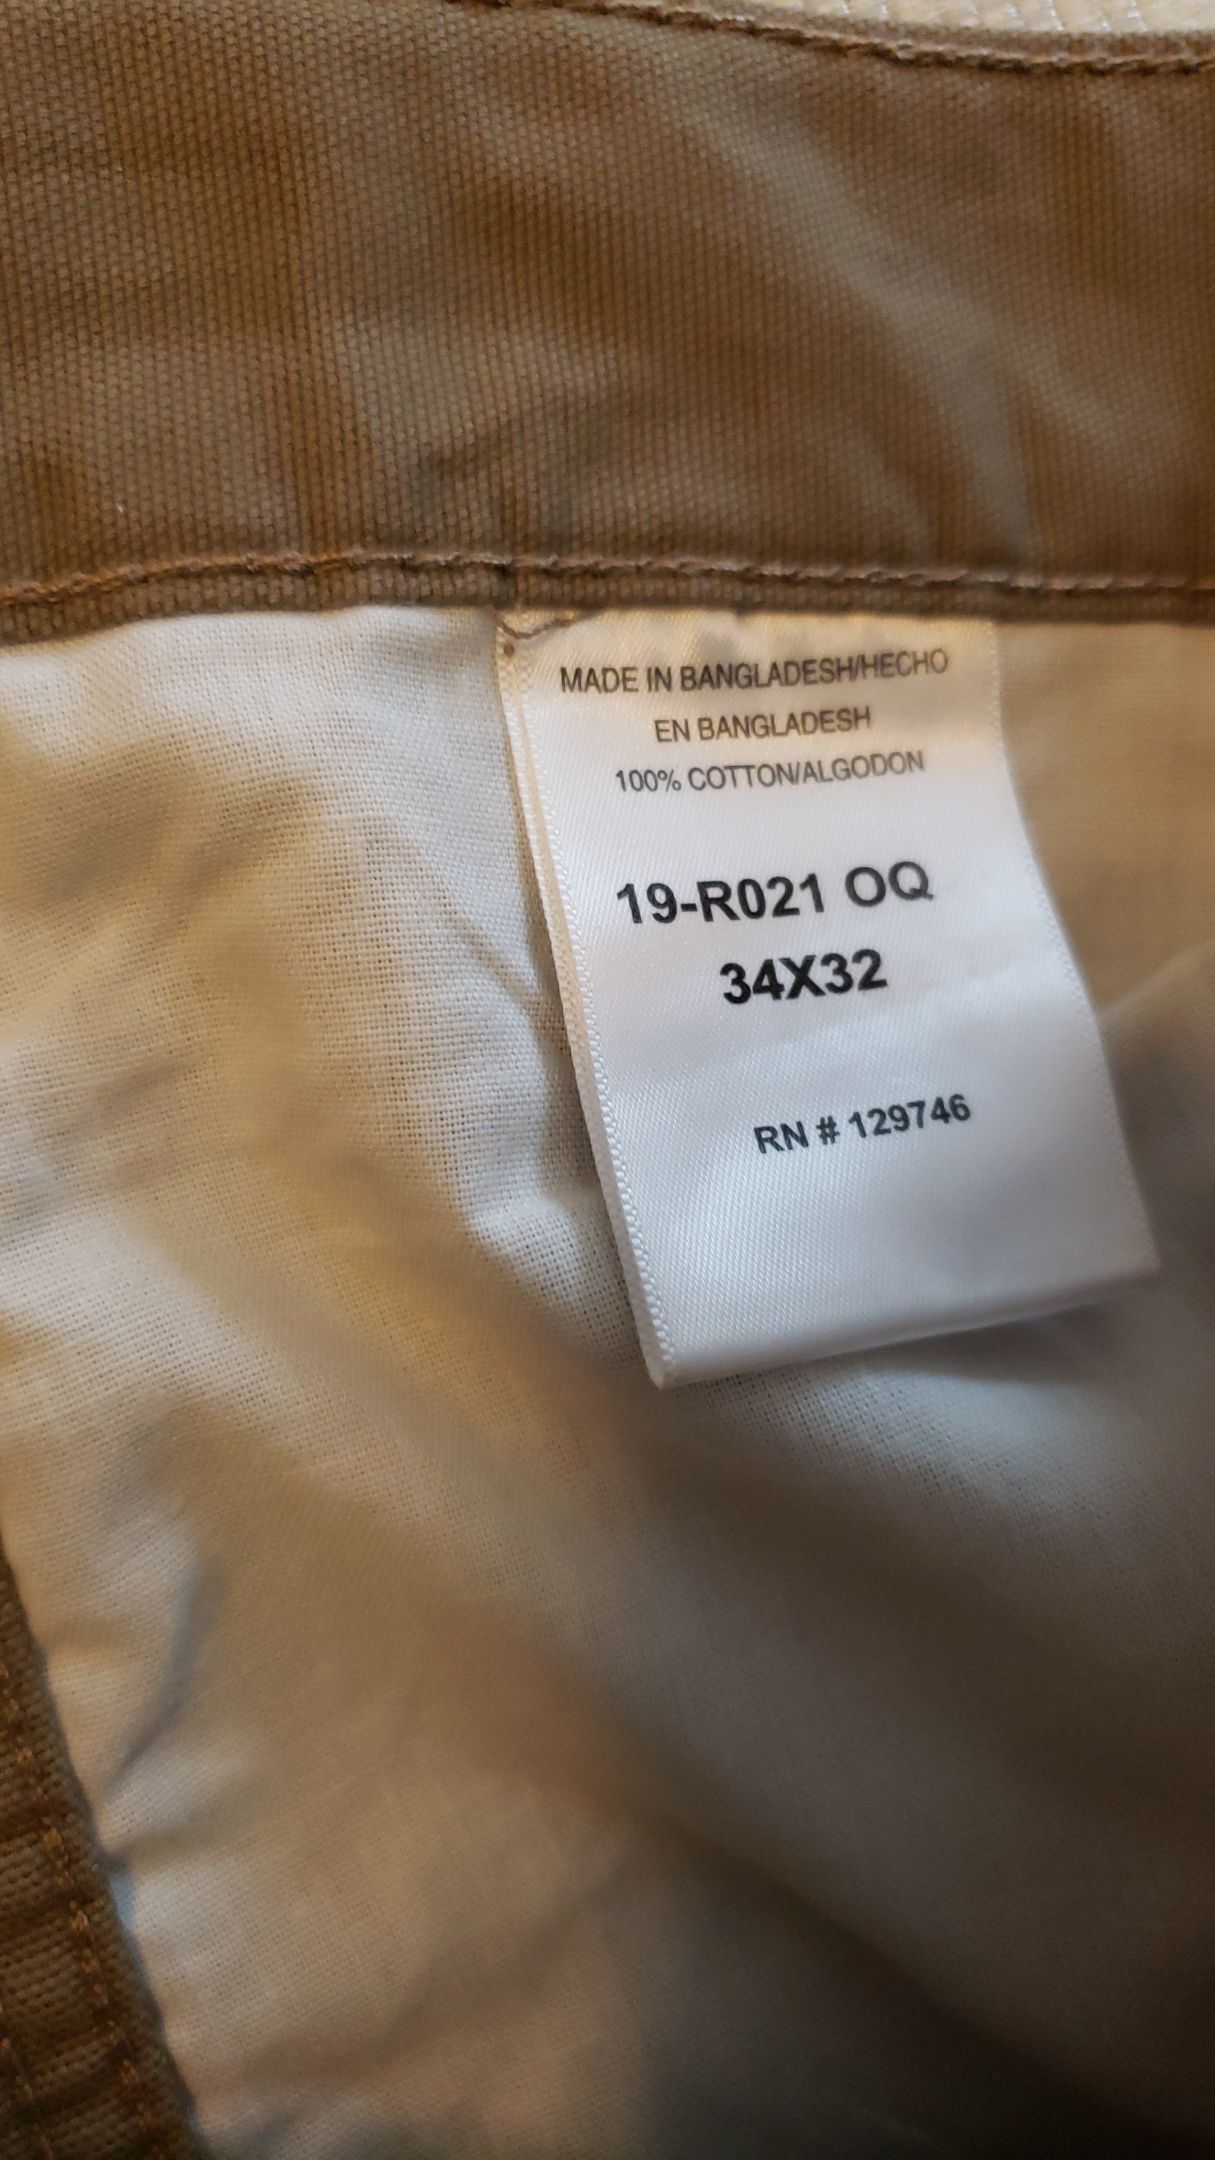 MADE IN BANGLADESH/HECHO
EN BANGLADESH
100% COTTON/ALGODON
19-R021 OQ
34X32
RN # 129746